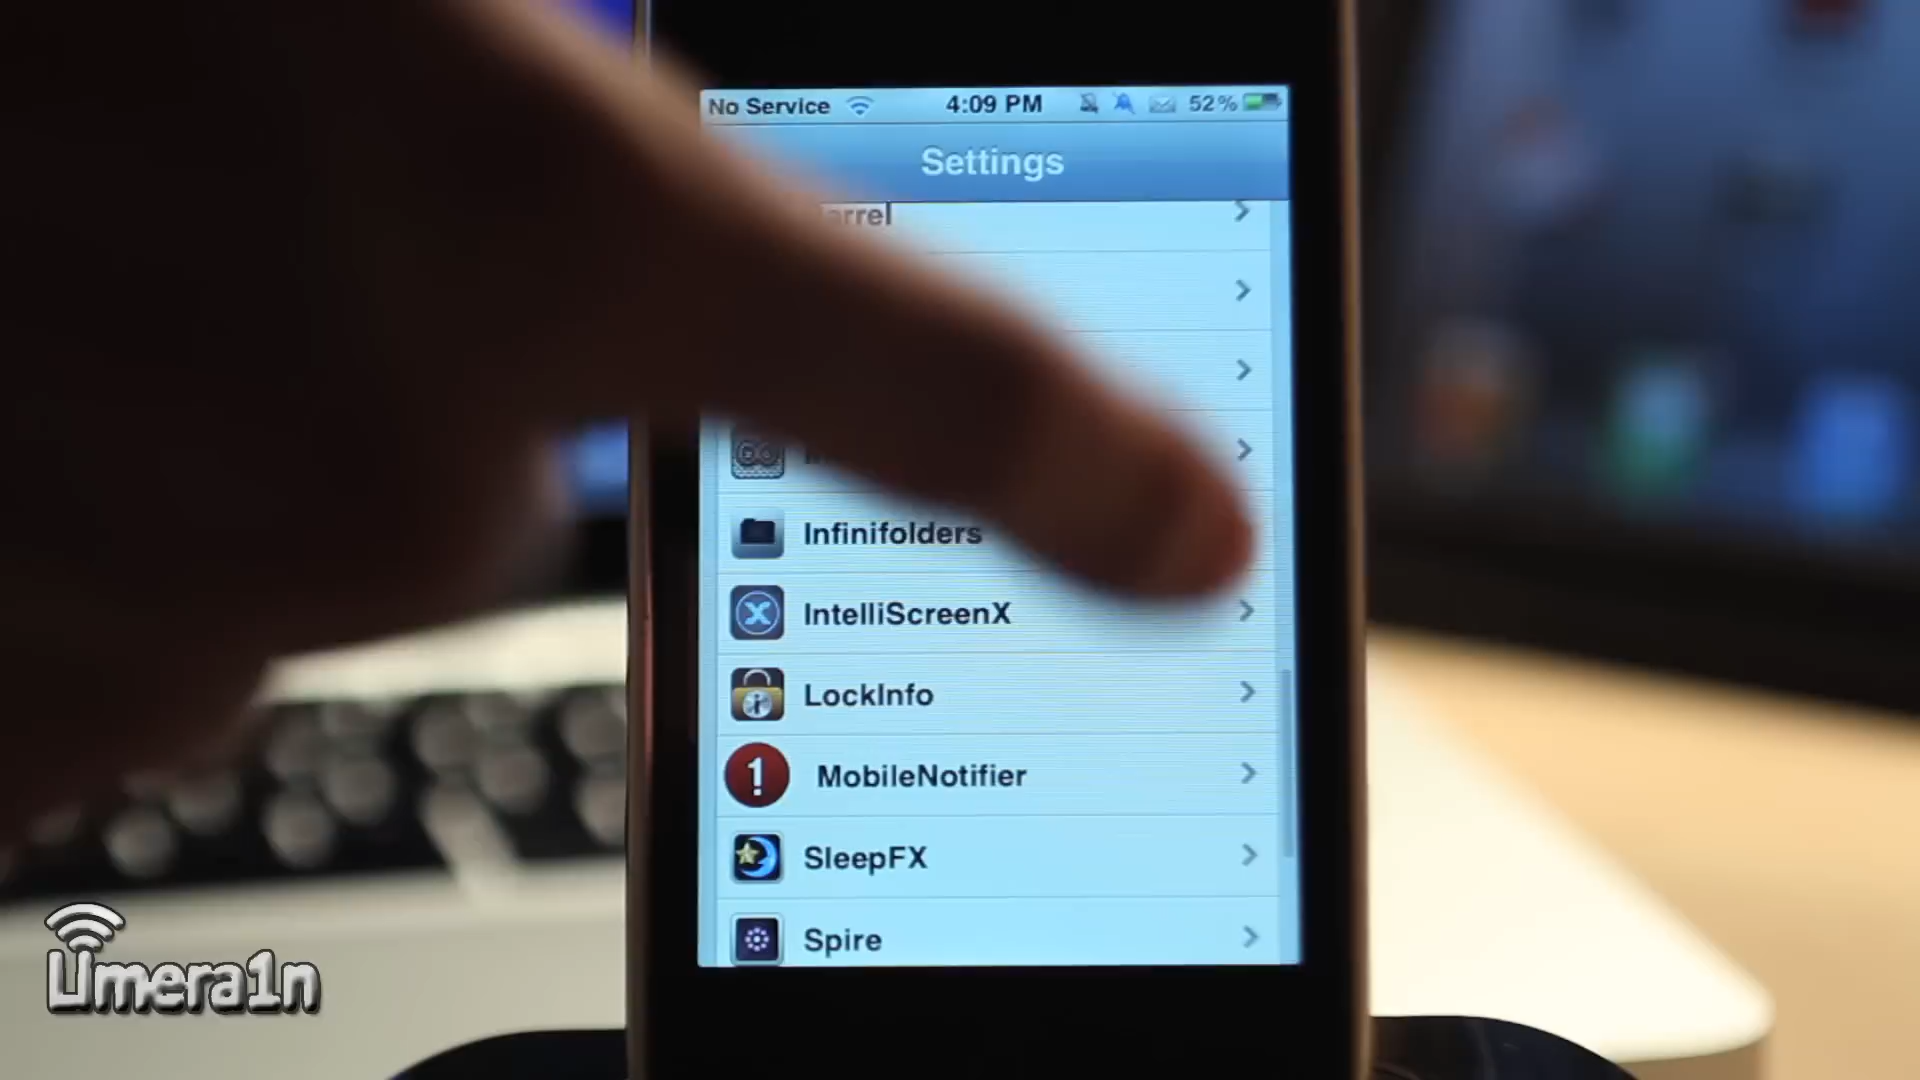 No Service 4:09 PM 52%
Settings
Infinifolders
IntelliScreenX
LockInfo
MobileNotifier
SleepFX
Spire
limera1n